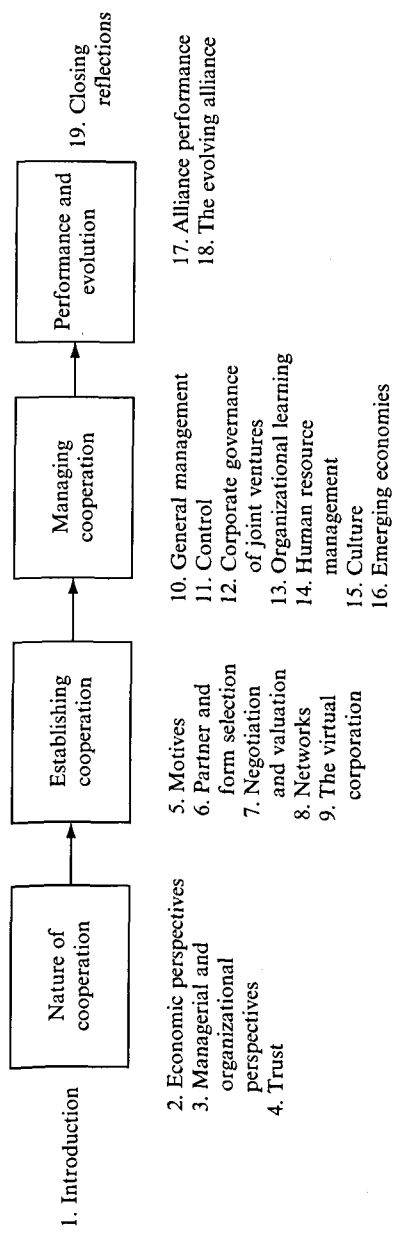 1. Introduction
Nature of
cooperation
2. Economic perspectives
3. Managerial and
organizational
perspectives
4. Trust
Establishing
cooperation
5. Motives
6. Partner and
form selection
7. Negotiation
and valuation
8. Networks
9. The virtual
corporation
Managing
cooperation
10. General management
11. Control
12. Corporate governance
of joint ventures
13. Organizational learning
14. Human resource
management
15. Culture
16. Emerging economies
Performance and
evolution
17. Alliance performance
18. The evolving alliance
19. Closing
reflections